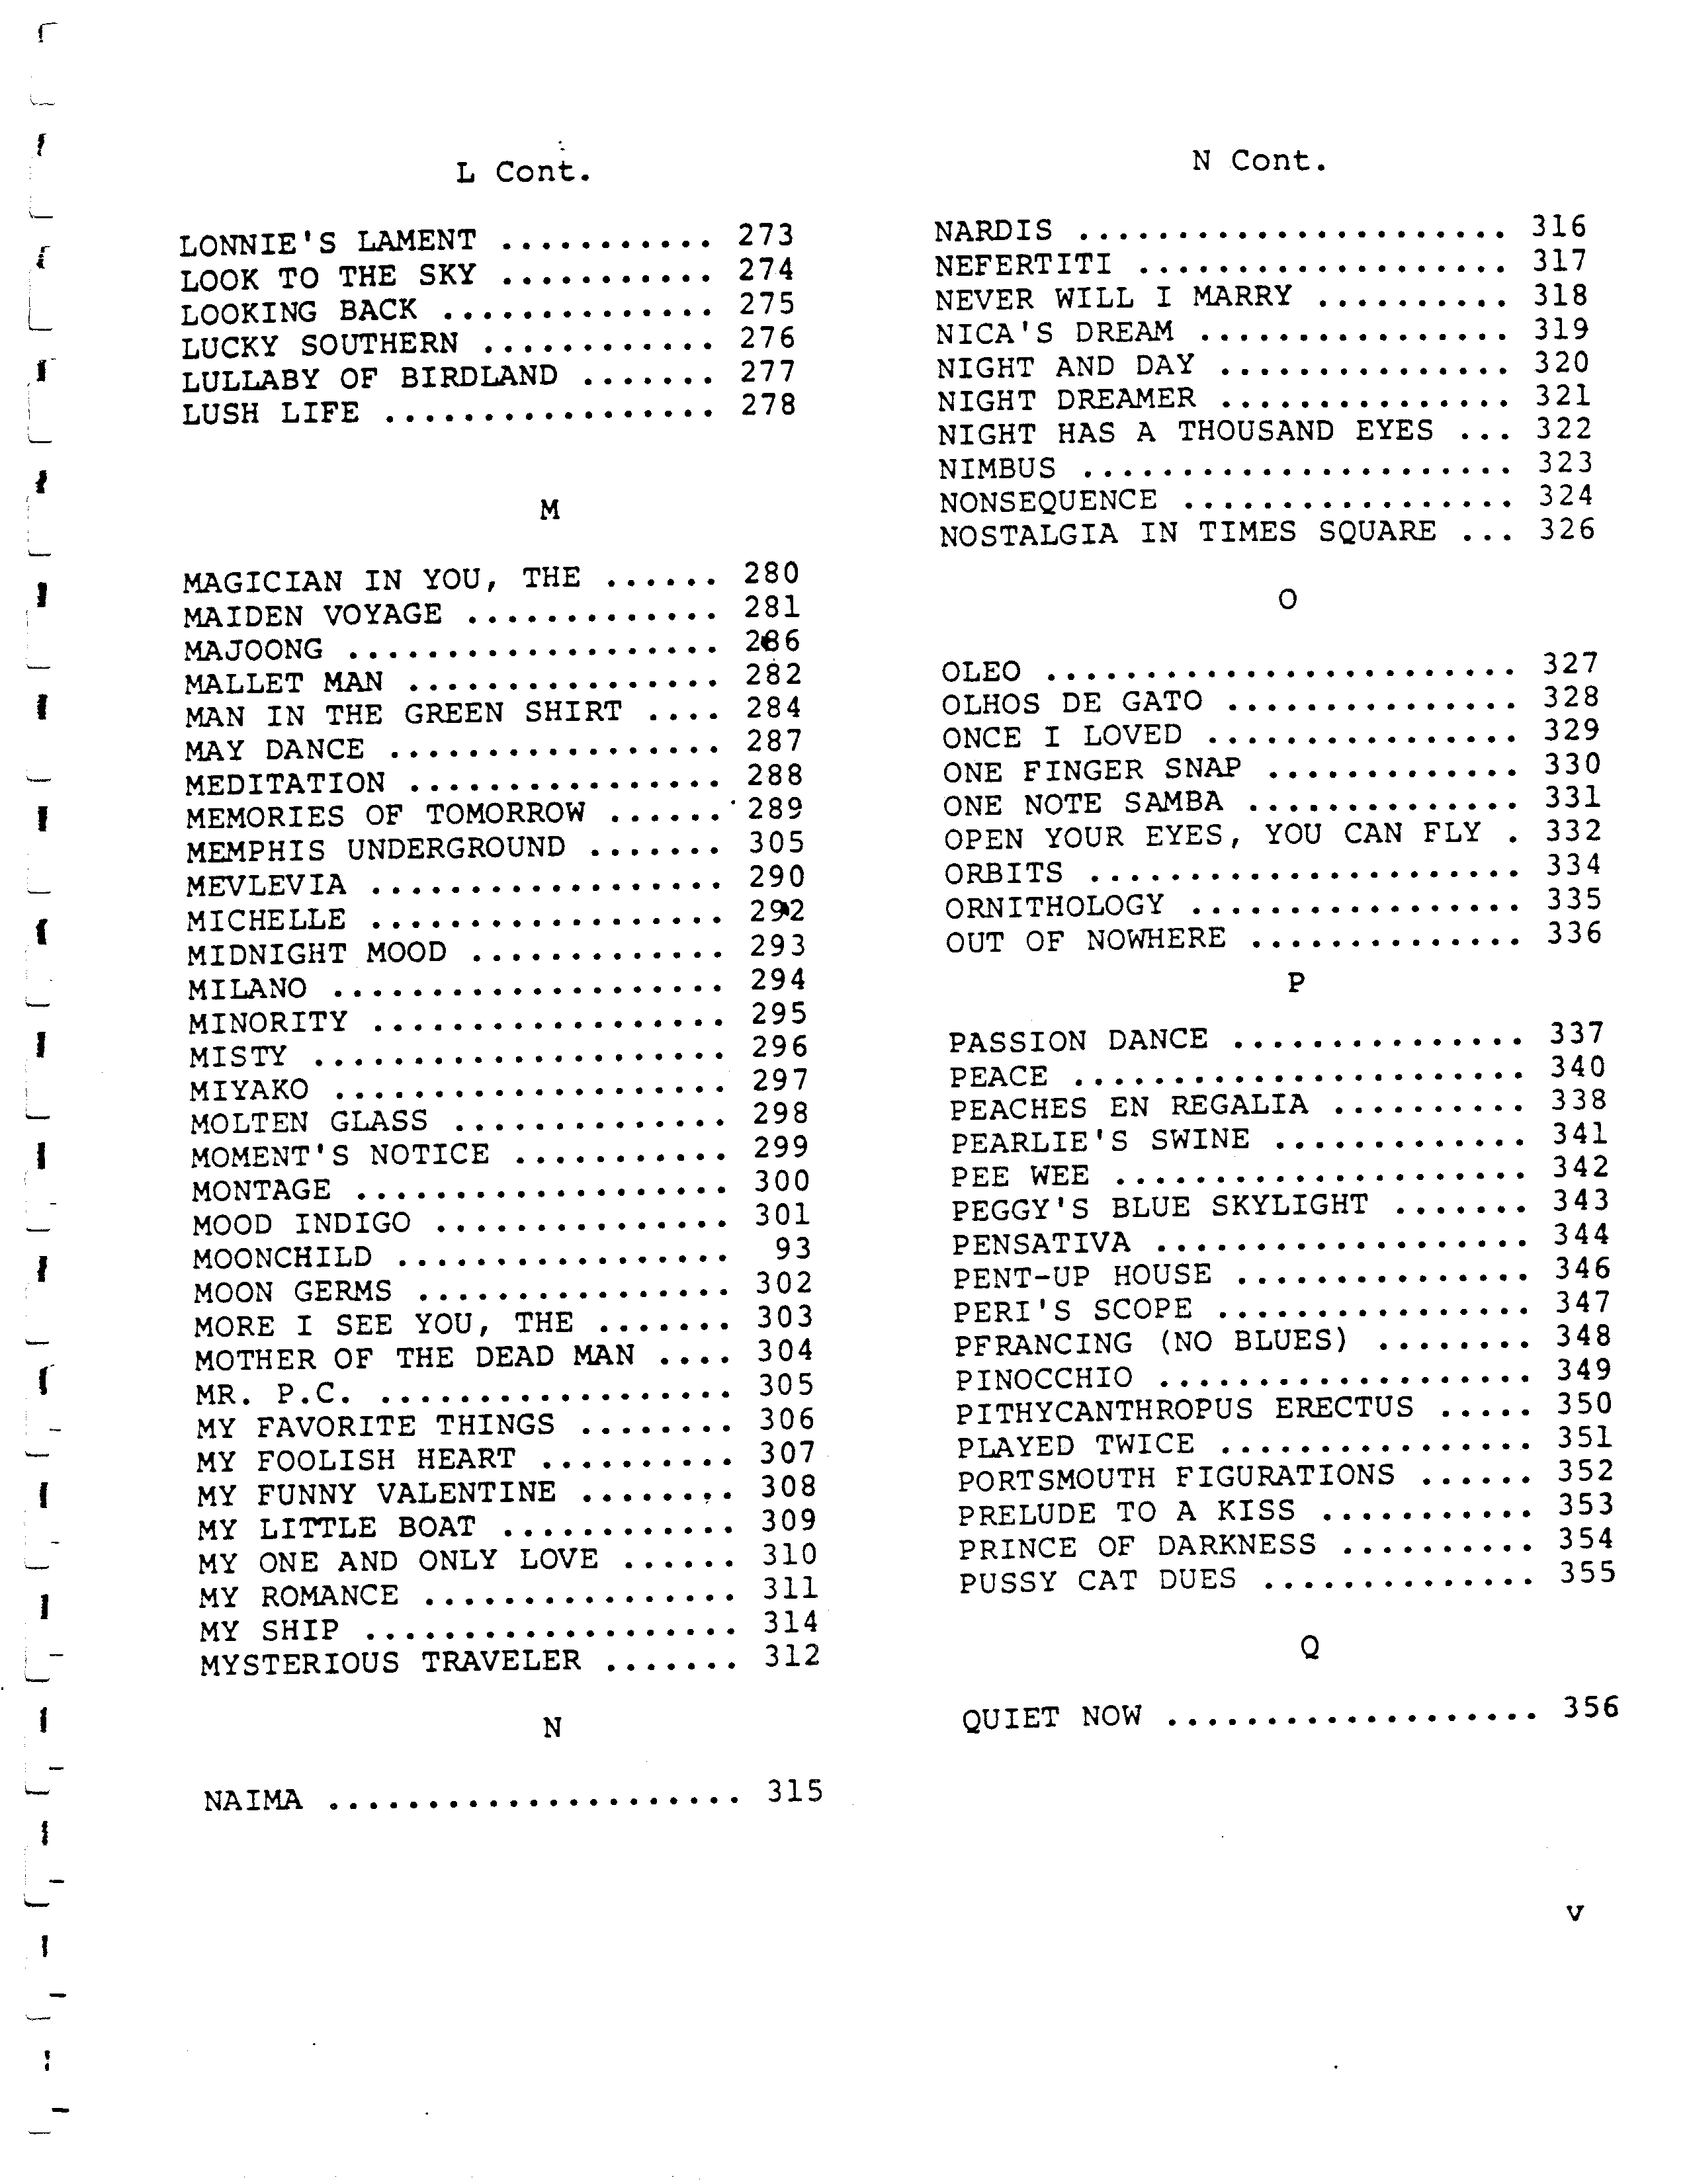 L Cont.
LONNIE'S LAMENT ........... 273
LOOK TO THE SKY ........... 274
LOOKING BACK .............. 275
LUCKY SOUTHERN ............ 276
LULLABY OF BIRDLAND ....... 277
LUSH LIFE ................. 278
M
MAGICIAN IN YOU, THE ...... 280
MAIDEN VOYAGE ............. 281
MAJOONG ................... 286
MALLET MAN ................ 282
MAN IN THE GREEN SHIRT .... 284
MAY DANCE ................. 287
MEDITATION ................ 288
MEMORIES OF TOMORROW ...... 289
MEMPHIS UNDERGROUND ....... 305
MEVLEVIA .................. 290
MICHELLE .................. 292
MIDNIGHT MOOD ............. 293
MILANO .................... 294
MINORITY .................. 295
MISTY ..................... 296
MIYAKO .................... 297
MOLTEN GLASS .............. 298
MOMENT'S NOTICE ........... 299
MONTAGE ................... 300
MOOD INDIGO ............... 301
MOONCHILD ................. 93
MOON GERMS ................ 302
MORE I SEE YOU, THE ....... 303
MOTHER OF THE DEAD MAN .... 304
MR. P.C. .................. 305
MY FAVORITE THINGS ........ 306
MY FOOLISH HEART .......... 307
MY FUNNY VALENTINE ........ 308
MY LITTLE BOAT ............ 309
MY ONE AND ONLY LOVE ...... 310
MY ROMANCE ................ 311
MY SHIP ................... 314
MYSTERIOUS TRAVELER ....... 312
N
NAIMA ..................... 315
N Cont.
NARDIS ...................... 316
NEFERTITI ................... 317
NEVER WILL I MARRY .......... 318
NICA'S DREAM ................ 319
NIGHT AND DAY ............... 320
NIGHT DREAMER ............... 321
NIGHT HAS A THOUSAND EYES ... 322
NIMBUS ...................... 323
NONSEQUENCE ................. 324
NOSTALGIA IN TIMES SQUARE ... 326
O
OLEO ........................ 327
OLHOS DE GATO ............... 328
ONCE I LOVED ................ 329
ONE FINGER SNAP ............. 330
ONE NOTE SAMBA .............. 331
OPEN YOUR EYES, YOU CAN FLY . 332
ORBITS ...................... 334
ORNITHOLOGY ................. 335
OUT OF NOWHERE .............. 336
P
PASSION DANCE ............... 337
PEACE ....................... 340
PEACHES EN REGALIA .......... 338
PEARLIE'S SWINE ............. 341
PEE WEE ..................... 342
PEGGY'S BLUE SKYLIGHT ....... 343
PENSATIVA ................... 344
PENT-UP HOUSE ............... 346
PERI'S SCOPE ................ 347
PFRANCING (NO BLUES) ........ 348
PINOCCHIO ................... 349
PITHYCANTHROPUS ERECTUS ..... 350
PLAYED TWICE ................ 351
PORTSMOUTH FIGURATIONS ...... 352
PRELUDE TO A KISS ........... 353
PRINCE OF DARKNESS .......... 354
PUSSY CAT DUES .............. 355
Q
QUIET NOW ................... 356
v